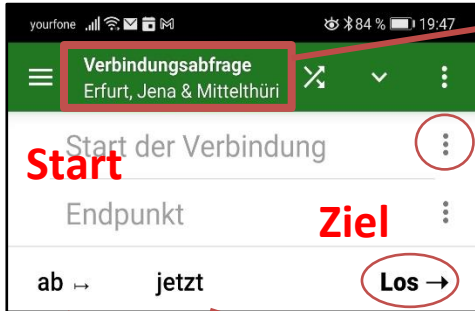 yourfone 84 % 19:47
Verbindungsabfrage
Erfurt, Jena & Mittelthüri
Start der Verbindung
Start
Endpunkt
Ziel
ab ↦ jetzt Los →